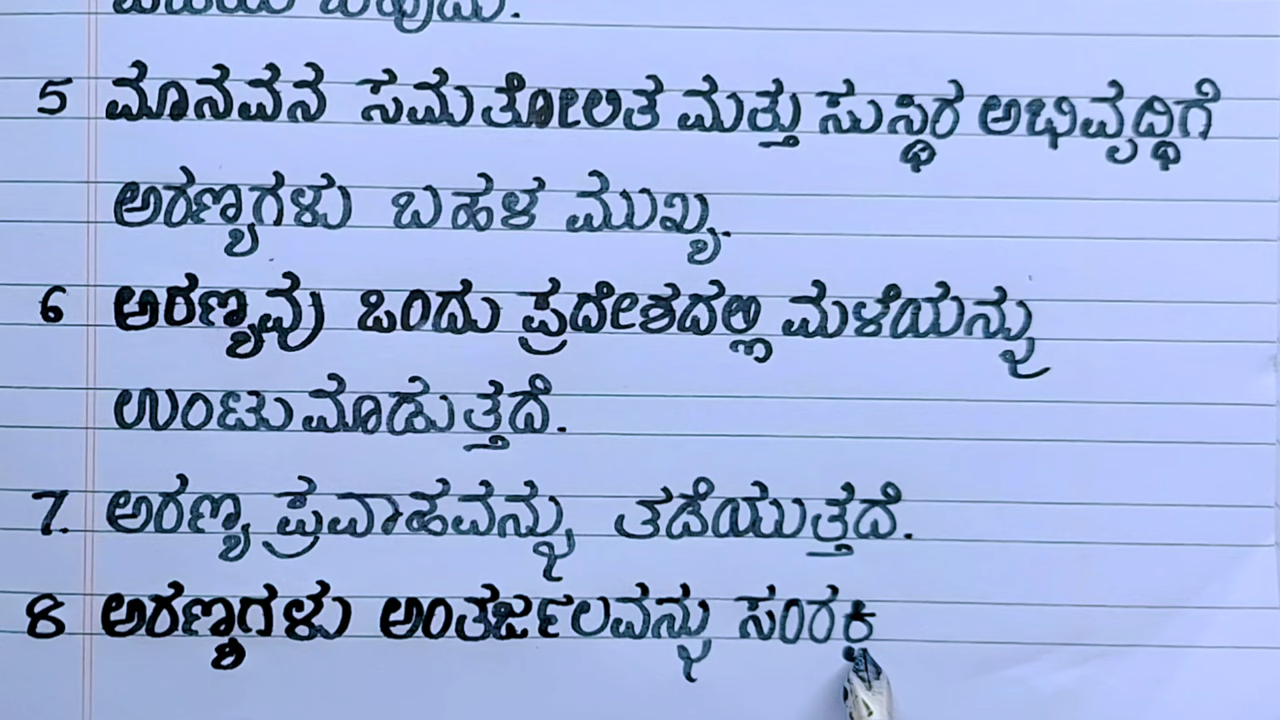 5 ಮಾನವನ ಸಮತೋಲತ ಮತ್ತು ಸುಸ್ಥಿರ ಅಭಿವೃದ್ಧಿಗೆ
ಅರಣ್ಯಗಳು ಬಹಳ ಮುಖ್ಯ.
6 ಅರಣ್ಯವು ಒಂದು ಪ್ರದೇಶದಲ್ಲಿ ಮಳೆಯನ್ನು
ಉಂಟುಮಾಡುತ್ತದೆ.
7. ಅರಣ್ಯ ಪ್ರವಾಹವನ್ನು ತಡೆಯುತ್ತದೆ.
8 ಅರಣ್ಯಗಳು ಅಂತರ್ಜಲವನ್ನು ಸಂರಕ್ಷ